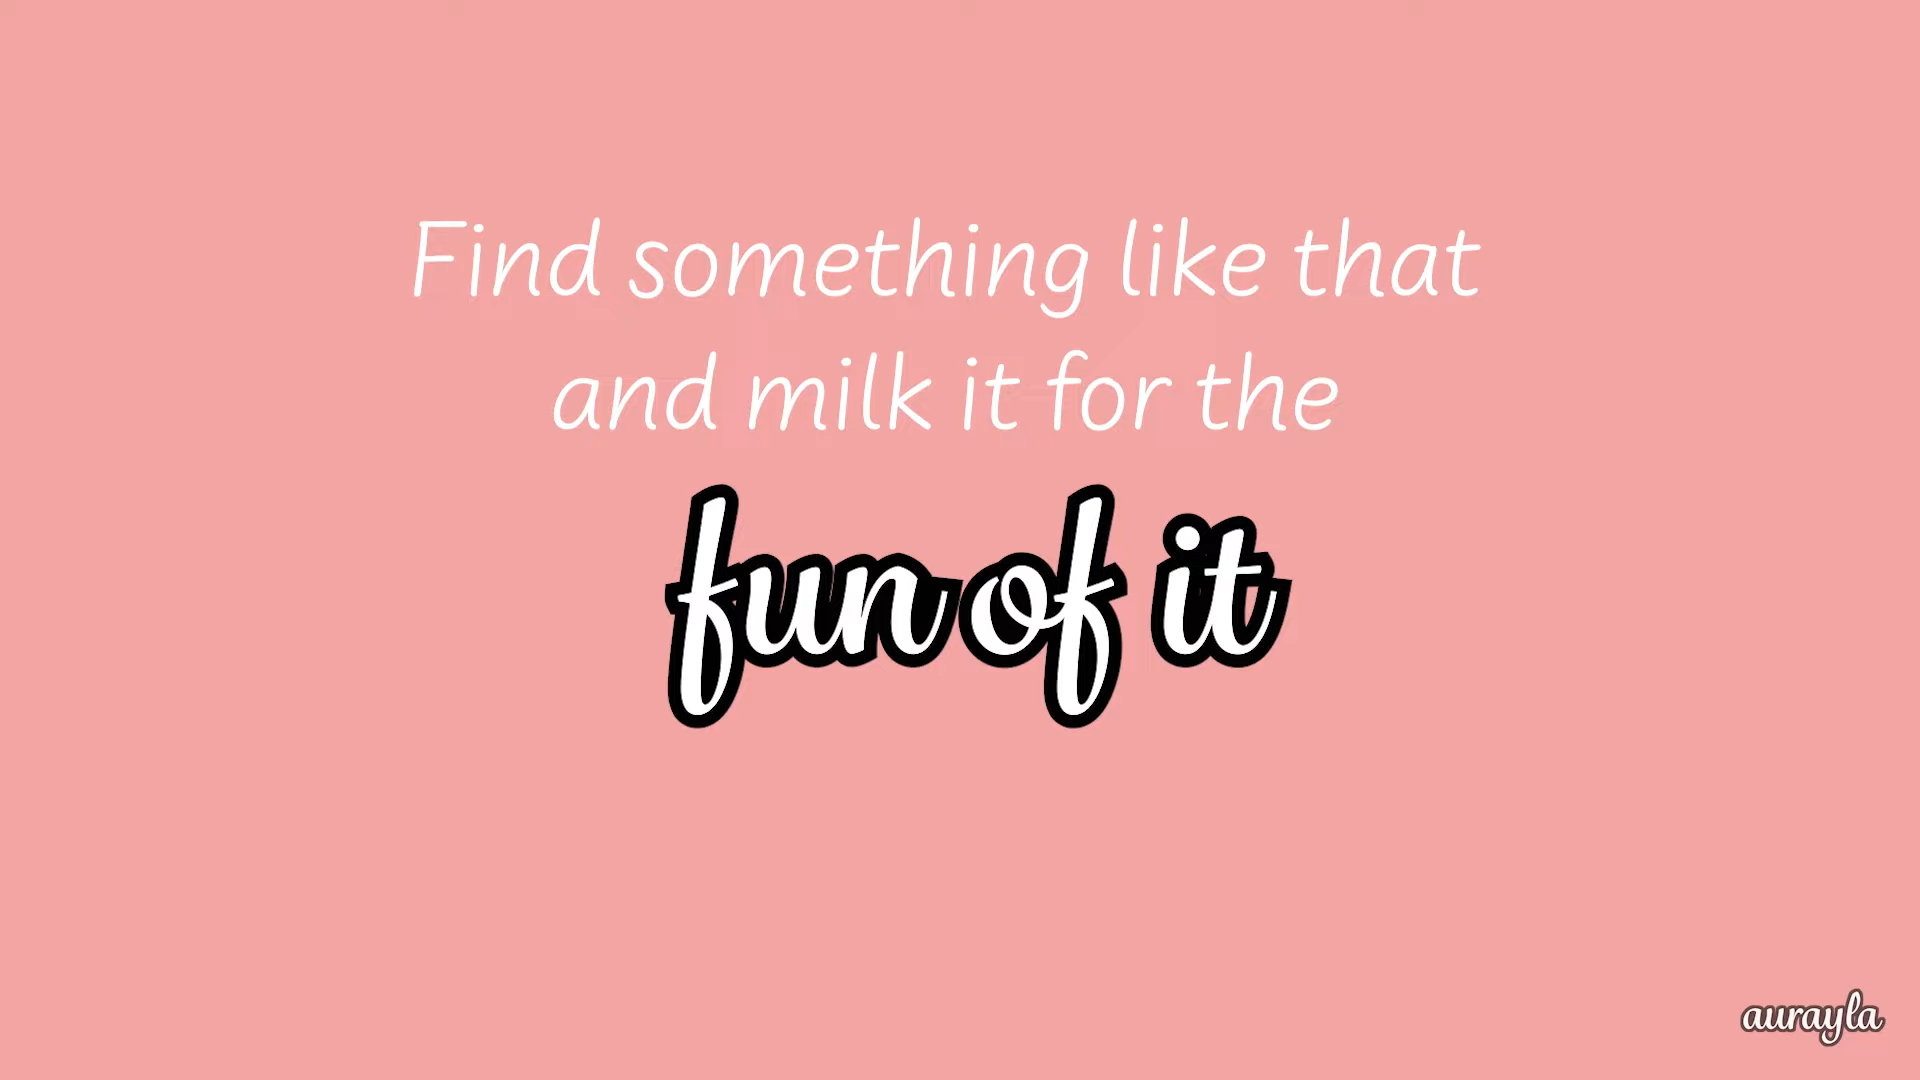 Find something like that
and milk it for the
fun of it
aurayla